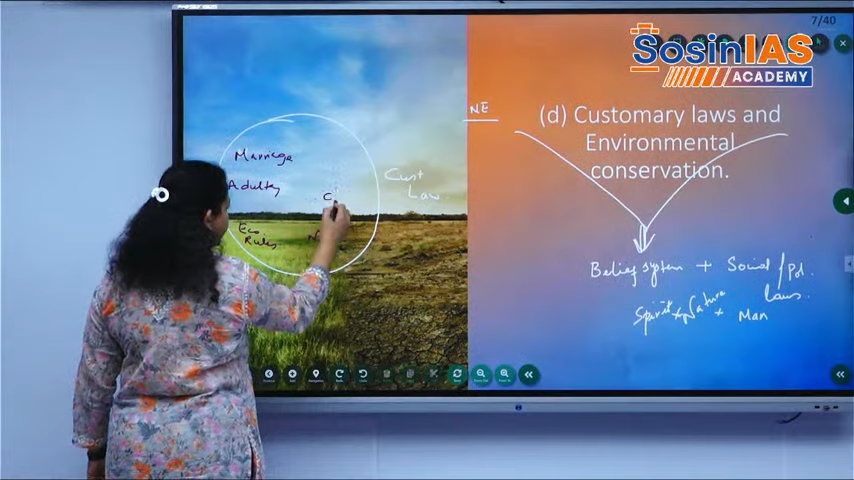 7/40
SosinIAS
ACADEMY
NE
(d) Customary laws and
Environmental
conservation.
Marriage
Adultry
C
Eco
Rules
N
Cust
Law
Belief system + Social / Pol.
laws.
Spirit x Nature x Man